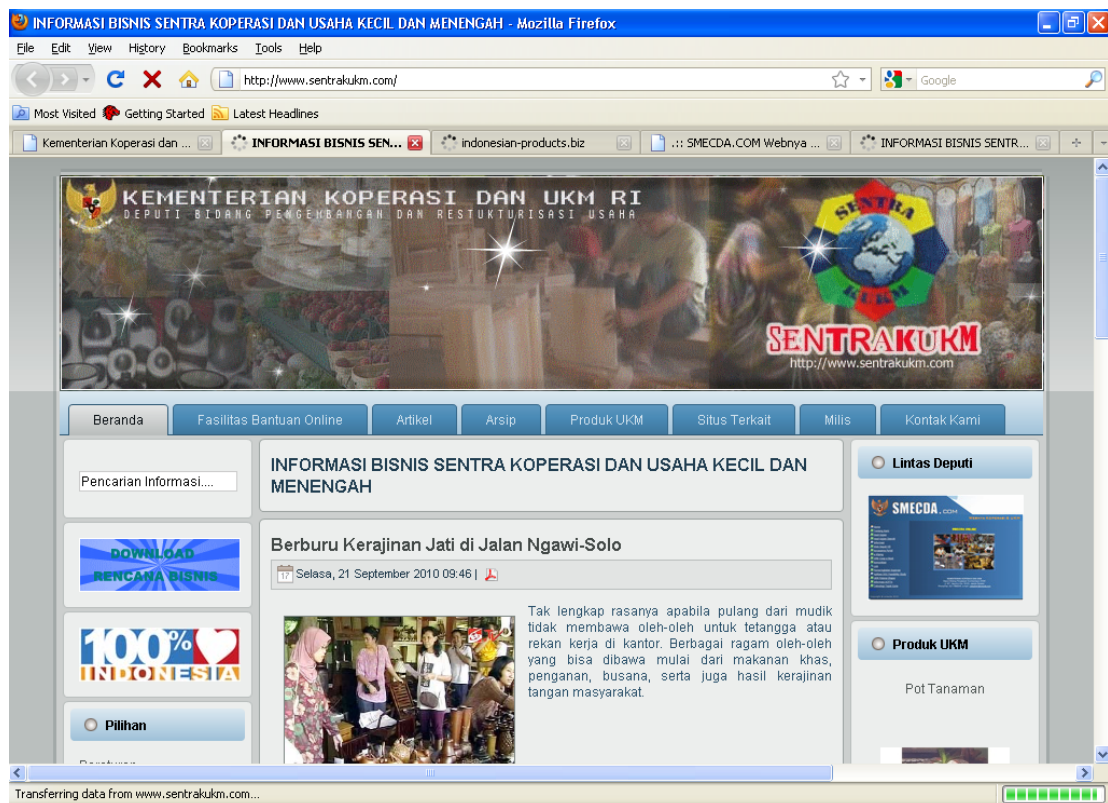 INFORMASI BISNIS SENTRA KOPERASI DAN USAHA KECIL DAN MENENGAH - Mozilla Firefox
File Edit View History Bookmarks Tools Help
http://www.sentrakukm.com/
Google
Most Visited Getting Started Latest Headlines
Kementerian Koperasi dan ... INFORMASI BISNIS SEN... indonesian-products.biz .:: SMECDA.COM Webnya ... INFORMASI BISNIS SENTR...
KEMENTERIAN KOPERASI DAN UKM RI
DEPUTI BIDANG PENGEMBANGAN DAN RESTUKTURISASI USAHA
SENTRA
KUKM
SENTRAKUKM
http://www.sentrakukm.com
Beranda Fasilitas Bantuan Online Artikel Arsip Produk UKM Situs Terkait Milis Kontak Kami
Pencarian Informasi....
DOWNLOAD
RENCANA BISNIS
100%
INDONESIA
Pilihan
INFORMASI BISNIS SENTRA KOPERASI DAN USAHA KECIL DAN
MENENGAH
Berburu Kerajinan Jati di Jalan Ngawi-Solo
17 Selasa, 21 September 2010 09:46 |
Tak lengkap rasanya apabila pulang dari mudik
tidak membawa oleh-oleh untuk tetangga atau
rekan kerja di kantor. Berbagai ragam oleh-oleh
yang bisa dibawa mulai dari makanan khas,
penganan, busana, serta juga hasil kerajinan
tangan masyarakat.
Lintas Deputi
SMECDA.COM
Produk UKM
Pot Tanaman
Transferring data from www.sentrakukm.com...